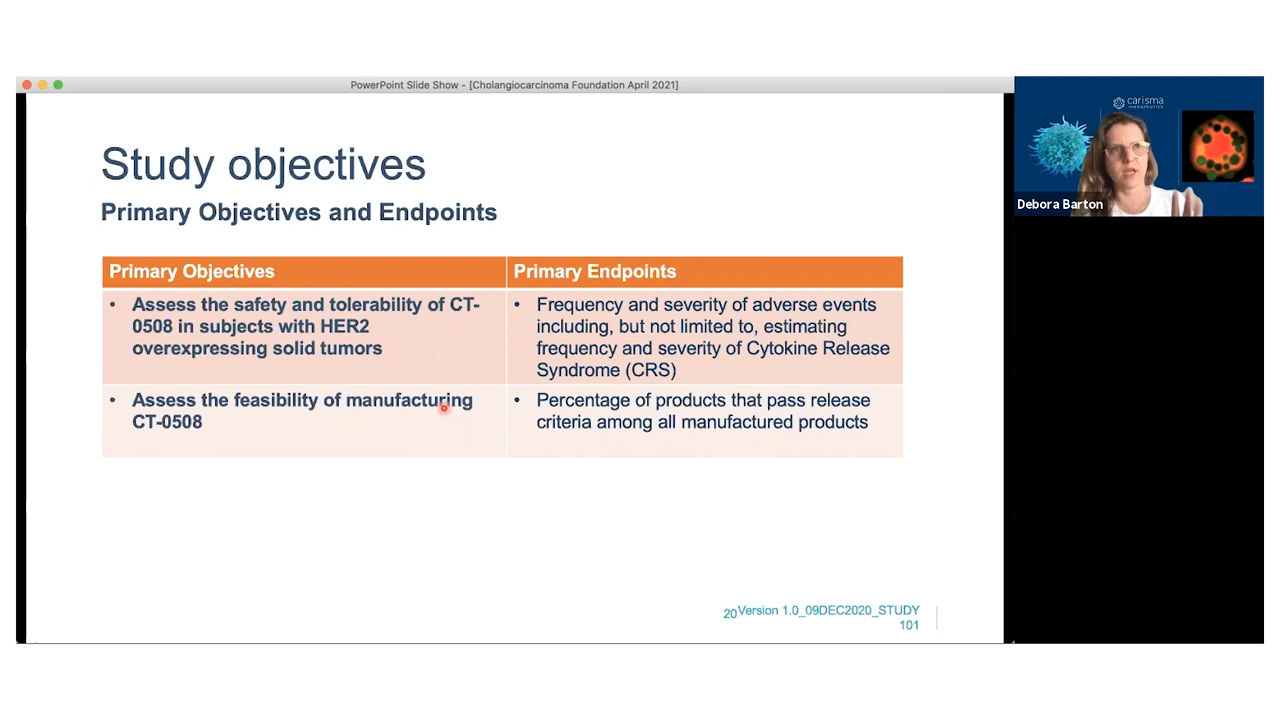 PowerPoint Slide Show - [Cholangiocarcinoma Foundation April 2021]
Study objectives
Primary Objectives and Endpoints
Primary Objectives
Primary Endpoints
• Assess the safety and tolerability of CT-
0508 in subjects with HER2
overexpressing solid tumors
• Frequency and severity of adverse events
including, but not limited to, estimating
frequency and severity of Cytokine Release
Syndrome (CRS)
• Assess the feasibility of manufacturing
CT-0508
• Percentage of products that pass release
criteria among all manufactured products
20 Version 1.0_09DEC2020_STUDY
101
carisma
THERAPEUTICS
Debora Barton